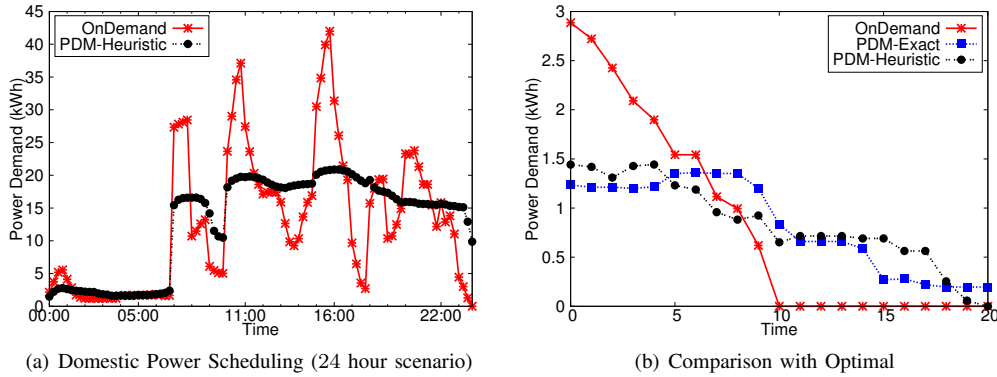 45
40
35
30
25
20
15
10
5
0
Power Demand (kWh)
OnDemand
PDM-Heuristic
00:00 05:00 11:00 16:00 22:00
Time
(a) Domestic Power Scheduling (24 hour scenario)
3
2.5
2
1.5
1
0.5
0
Power Demand (kWh)
OnDemand
PDM-Exact
PDM-Heuristic
0 5 10 15 20
Time
(b) Comparison with Optimal